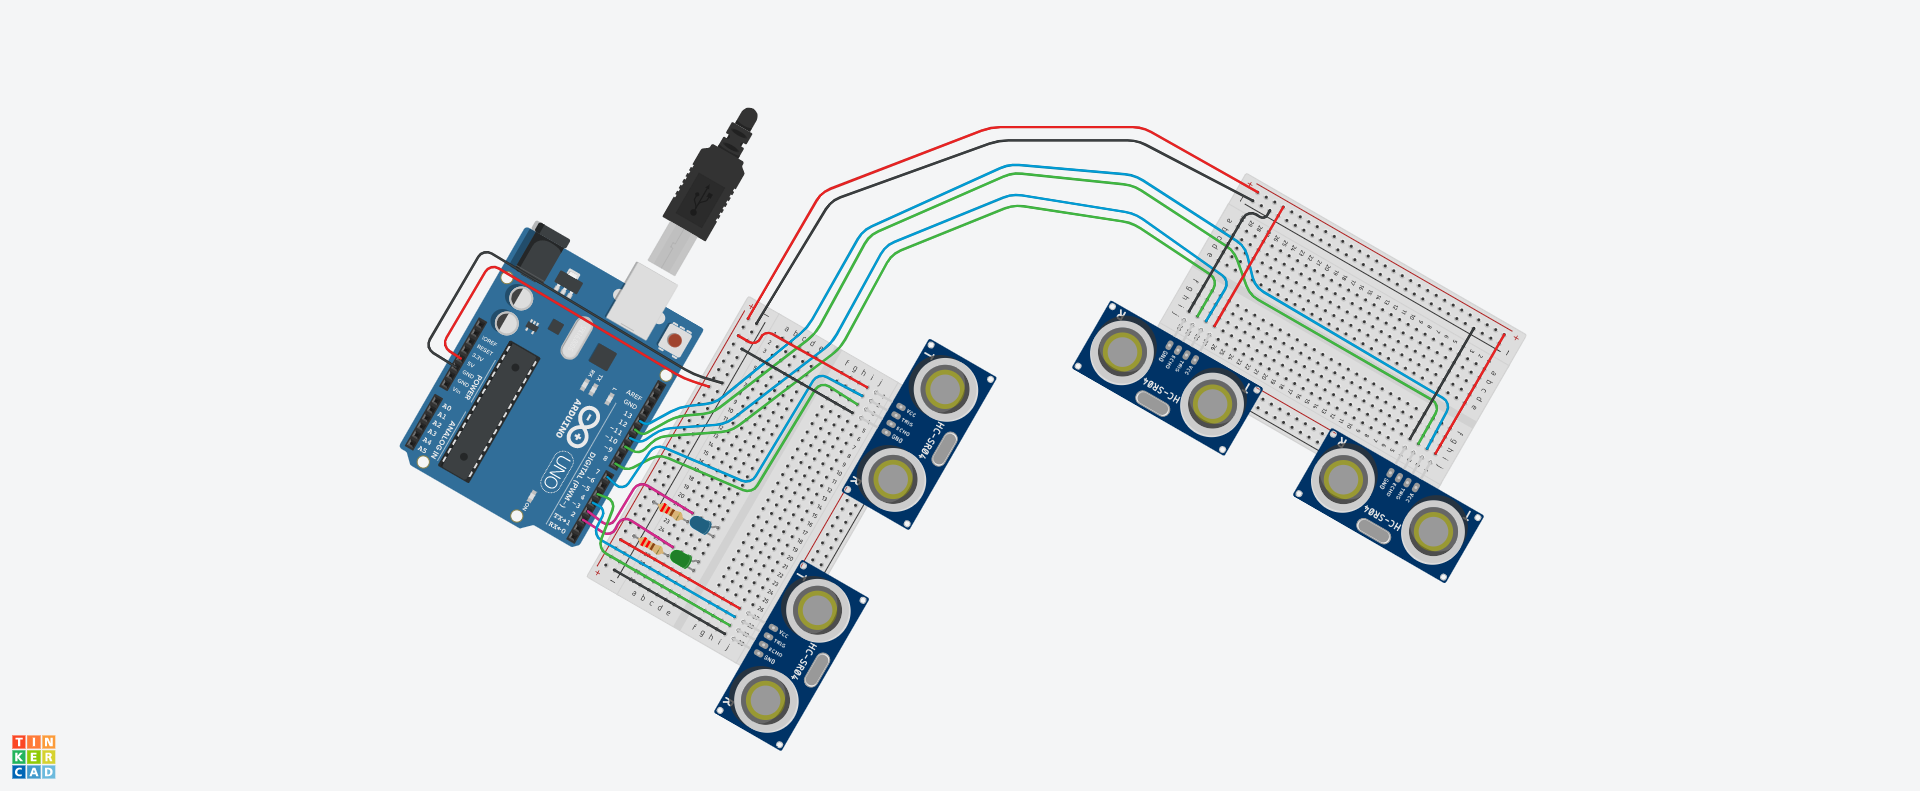 IOREF
RESET
3.3V
5V
GND
GND
Vin
POWER
A0
A1
A2
A3
A4
A5
ANALOG IN
AREF
GND
13
12
~11
~10
~9
8
7
~6
~5
4
~3
2
TX→1
RX←0
DIGITAL (PWM~)
ARDUINO
UNO
RX
TX
L
ON
a b c d e
f g h i j
a b c d e
f g h i j
VCC
TRIG
ECHO
GND
HC-SR04
T
R
VCC
TRIG
ECHO
GND
HC-SR04
T
R
a b c d e
f g h i j
a b c d e
f g h i j
GND
ECHO
TRIG
VCC
HC-SR04
R
T
GND
ECHO
TRIG
VCC
HC-SR04
R
T
TIN
KER
CAD